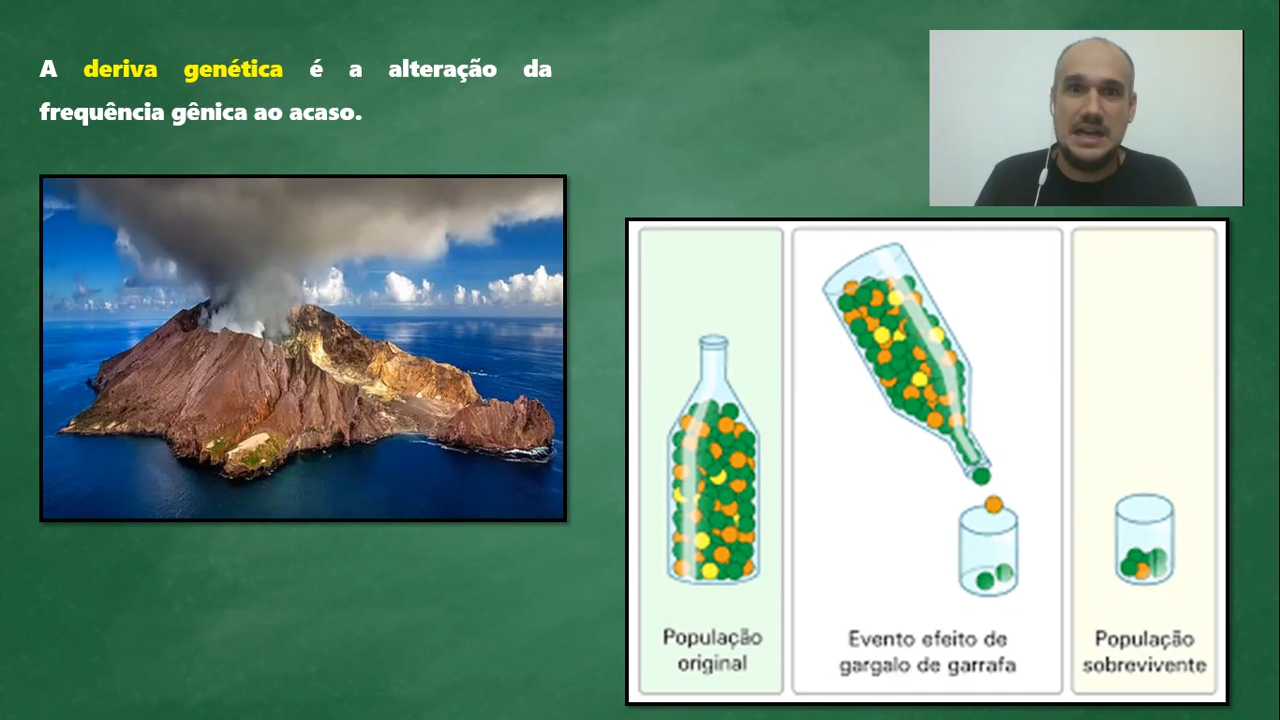 A deriva genética é a alteração da
frequência gênica ao acaso.
População
original
Evento efeito de
gargalo de garrafa
População
sobrevivente